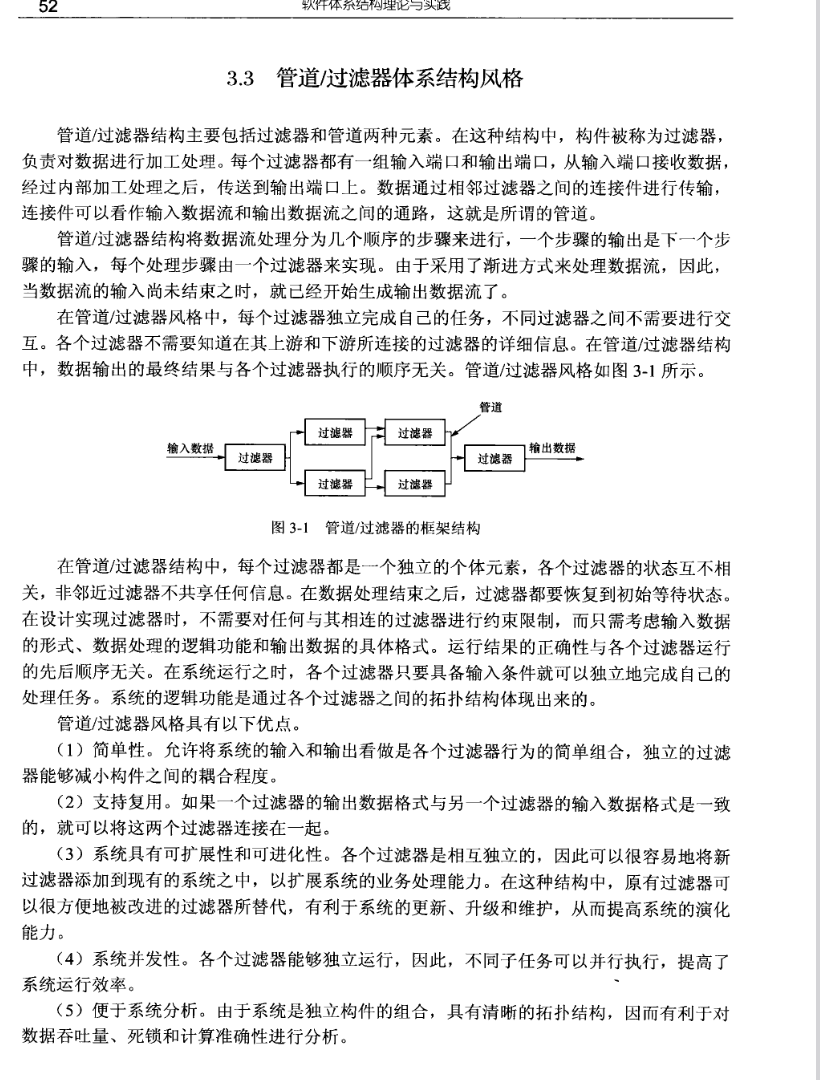 52
软件体系结构理论与实践
3.3 管道/过滤器体系结构风格
管道/过滤器结构主要包括过滤器和管道两种元素。在这种结构中，构件被称为过滤器，
负责对数据进行加工处理。每个过滤器都有一组输入端口和输出端口，从输入端口接收数据，
经过内部加工处理之后，传送到输出端口上。数据通过相邻过滤器之间的连接件进行传输，
连接件可以看作输入数据流和输出数据流之间的通路，这就是所谓的管道。
管道/过滤器结构将数据流处理分为几个顺序的步骤来进行，一个步骤的输出是下一个步
骤的输入，每个处理步骤由一个过滤器来实现。由于采用了渐进方式来处理数据流，因此，
当数据流的输入尚未结束之时，就已经开始生成输出数据流了。
在管道/过滤器风格中，每个过滤器独立完成自己的任务，不同过滤器之间不需要进行交
互。各个过滤器不需要知道在其上游和下游所连接的过滤器的详细信息。在管道/过滤器结构
中，数据输出的最终结果与各个过滤器执行的顺序无关。管道/过滤器风格如图 3-1 所示。
管道
过滤器
过滤器
输入数据
过滤器
过滤器
输出数据
过滤器
过滤器
图 3-1 管道/过滤器的框架结构
在管道/过滤器结构中，每个过滤器都是一个独立的个体元素，各个过滤器的状态互不相
关，非邻近过滤器不共享任何信息。在数据处理结束之后，过滤器都要恢复到初始等待状态。
在设计实现过滤器时，不需要对任何与其相连的过滤器进行约束限制，而只需考虑输入数据
的形式、数据处理的逻辑功能和输出数据的具体格式。运行结果的正确性与各个过滤器运行
的先后顺序无关。在系统运行之时，各个过滤器只要具备输入条件就可以独立地完成自己的
处理任务。系统的逻辑功能是通过各个过滤器之间的拓扑结构体现出来的。
管道/过滤器风格具有以下优点。
（1）简单性。允许将系统的输入和输出看做是各个过滤器行为的简单组合，独立的过滤
器能够减小构件之间的耦合程度。
（2）支持复用。如果一个过滤器的输出数据格式与另一个过滤器的输入数据格式是一致
的，就可以将这两个过滤器连接在一起。
（3）系统具有可扩展性和可进化性。各个过滤器是相互独立的，因此可以很容易地将新
过滤器添加到现有的系统之中，以扩展系统的业务处理能力。在这种结构中，原有过滤器可
以很方便地被改进的过滤器所替代，有利于系统的更新、升级和维护，从而提高系统的演化
能力。
（4）系统并发性。各个过滤器能够独立运行，因此，不同子任务可以并行执行，提高了
系统运行效率。
（5）便于系统分析。由于系统是独立构件的组合，具有清晰的拓扑结构，因而有利于对
数据吞吐量、死锁和计算准确性进行分析。